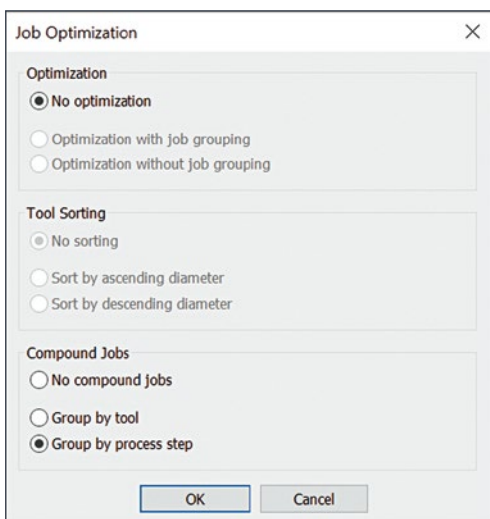 Job Optimization
Optimization
No optimization
Optimization with job grouping
Optimization without job grouping
Tool Sorting
No sorting
Sort by ascending diameter
Sort by descending diameter
Compound Jobs
No compound jobs
Group by tool
Group by process step
OK Cancel